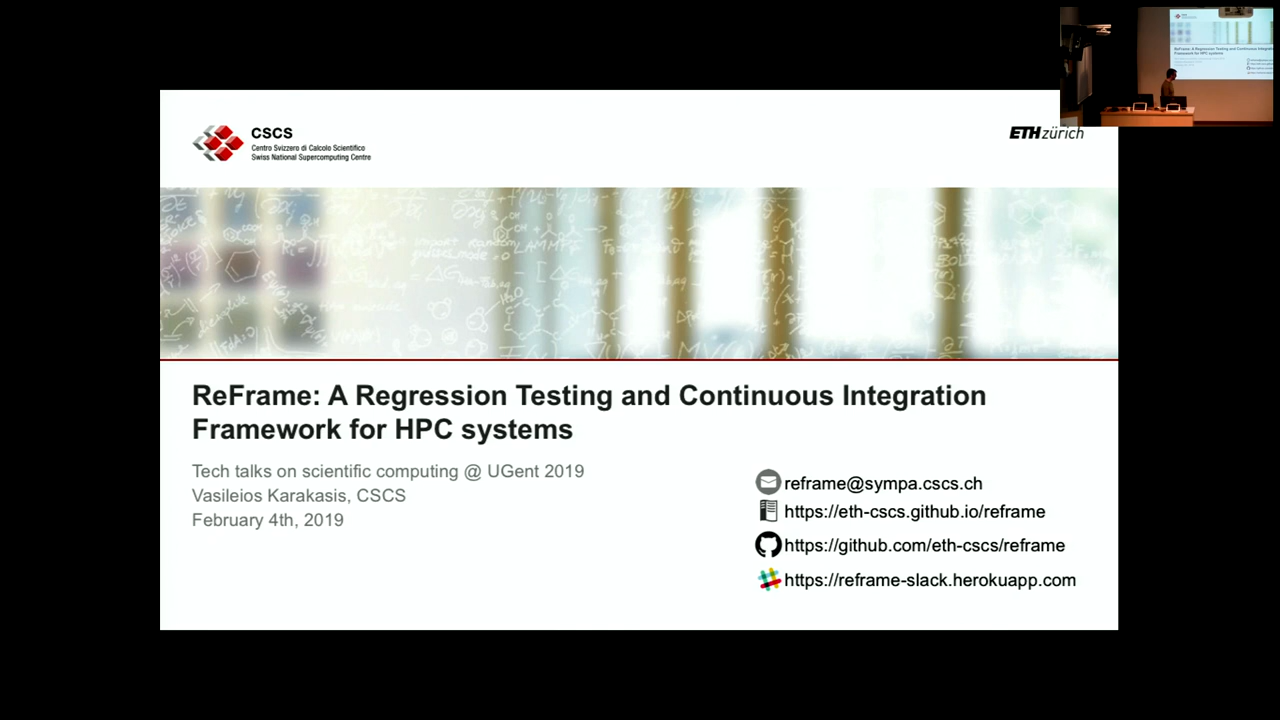 CSCS
Centro Svizzero di Calcolo Scientifico
Swiss National Supercomputing Centre
ETH zürich
ReFrame: A Regression Testing and Continuous Integration
Framework for HPC systems
Tech talks on scientific computing @ UGent 2019
Vasileios Karakasis, CSCS
February 4th, 2019
reframe@sympa.cscs.ch
https://eth-cscs.github.io/reframe
https://github.com/eth-cscs/reframe
https://reframe-slack.herokuapp.com